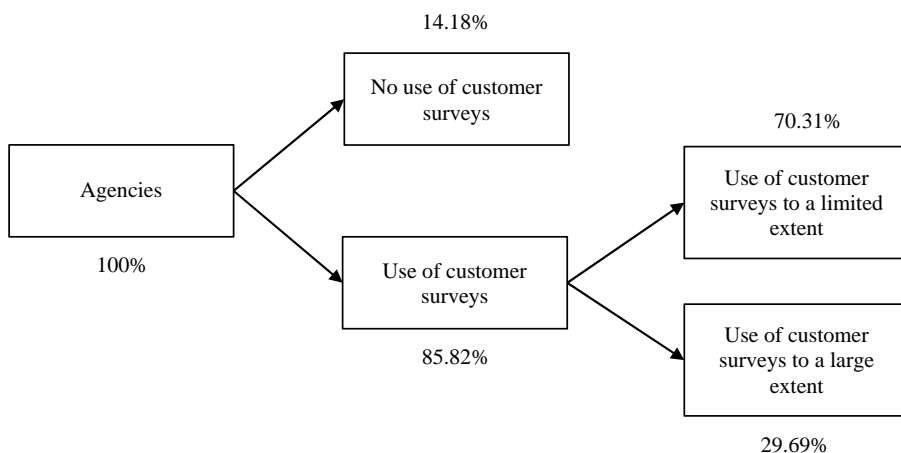 14.18%
No use of customer
surveys
Agencies
100%
Use of customer
surveys
85.82%
70.31%
Use of customer
surveys to a limited
extent
Use of customer
surveys to a large
extent
29.69%